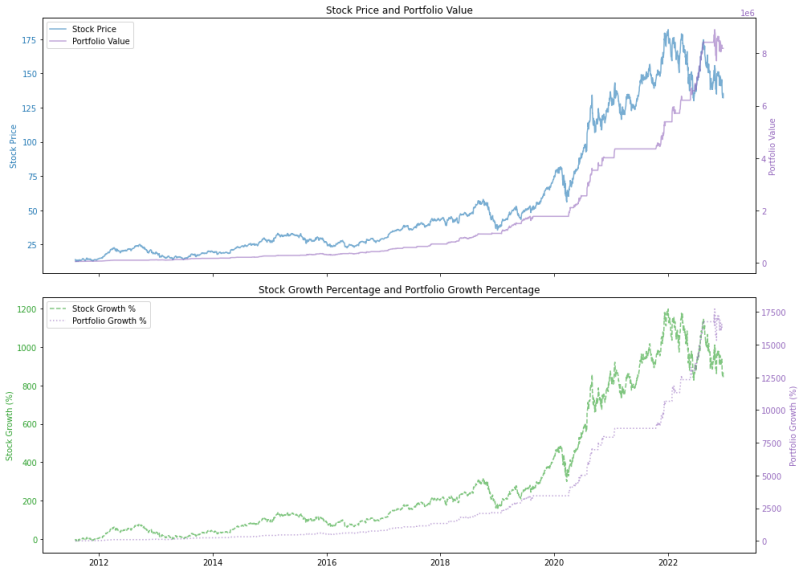 Stock Price and Portfolio Value
1e6
Stock Price
Portfolio Value
175
150
125
100
75
50
25
Stock Price
8
6
4
2
0
Portfolio Value
Stock Growth Percentage and Portfolio Growth Percentage
Stock Growth %
Portfolio Growth %
1200
1000
800
600
400
200
0
Stock Growth (%)
17500
15000
12500
10000
7500
5000
2500
0
Portfolio Growth (%)
2012 2014 2016 2018 2020 2022